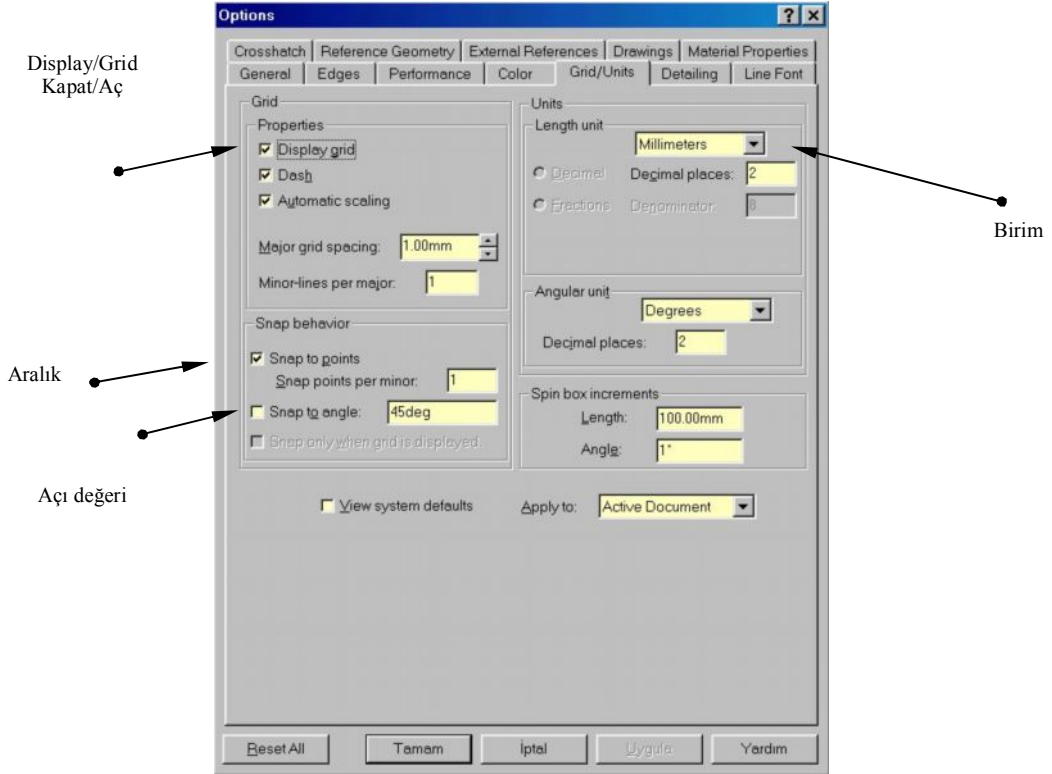 Options
Crosshatch Reference Geometry External References Drawings Material Properties
General Edges Performance Color Grid/Units Detailing Line Font
Display/Grid
Kapat/Aç
Grid
Properties
Display grid
Dash
Automatic scaling
Major grid spacing: 1.00mm
Minor-lines per major: 1
Units
Length unit
Millimeters
Decimal Decimal places: 2
Fractions Denominator: 8
Birim
Angular unit
Degrees
Decimal places: 2
Aralık
Snap behavior
Snap to points
Snap points per minor: 1
Snap to angle: 45deg
Snap only when grid is displayed.
Açı değeri
Spin box increments
Length: 100.00mm
Angle: 1°
View system defaults Apply to: Active Document
Reset All Tamam İptal Uygula Yardım